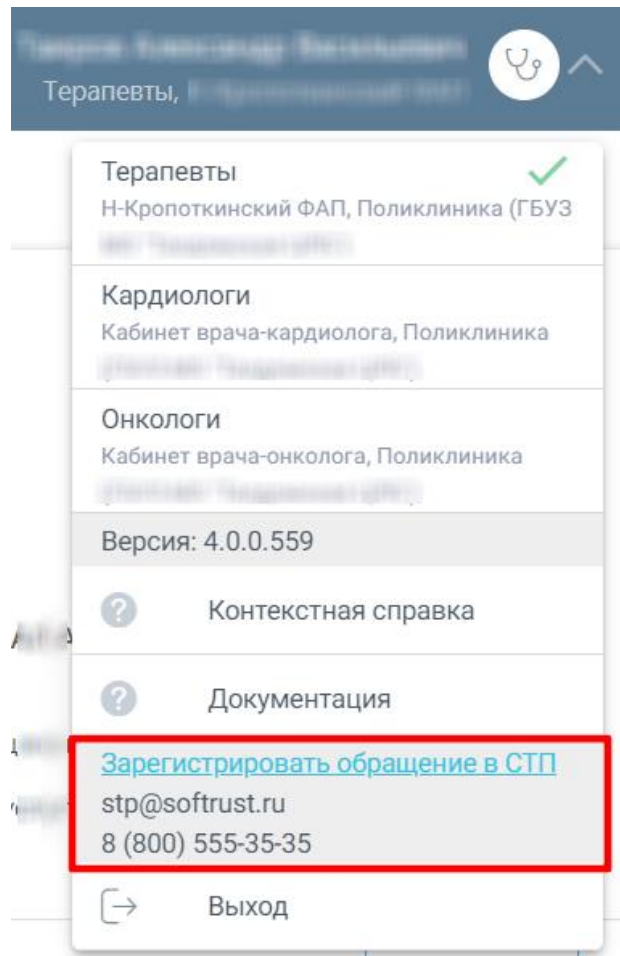 Терапевты,
Терапевты
Н-Кропоткинский ФАП, Поликлиника (ГБУЗ
Кардиологи
Кабинет врача-кардиолога, Поликлиника
Онкологи
Кабинет врача-онколога, Поликлиника
Версия: 4.0.0.559
Контекстная справка
Документация
Зарегистрировать обращение в СТП
stp@softrust.ru
8 (800) 555-35-35
Выход